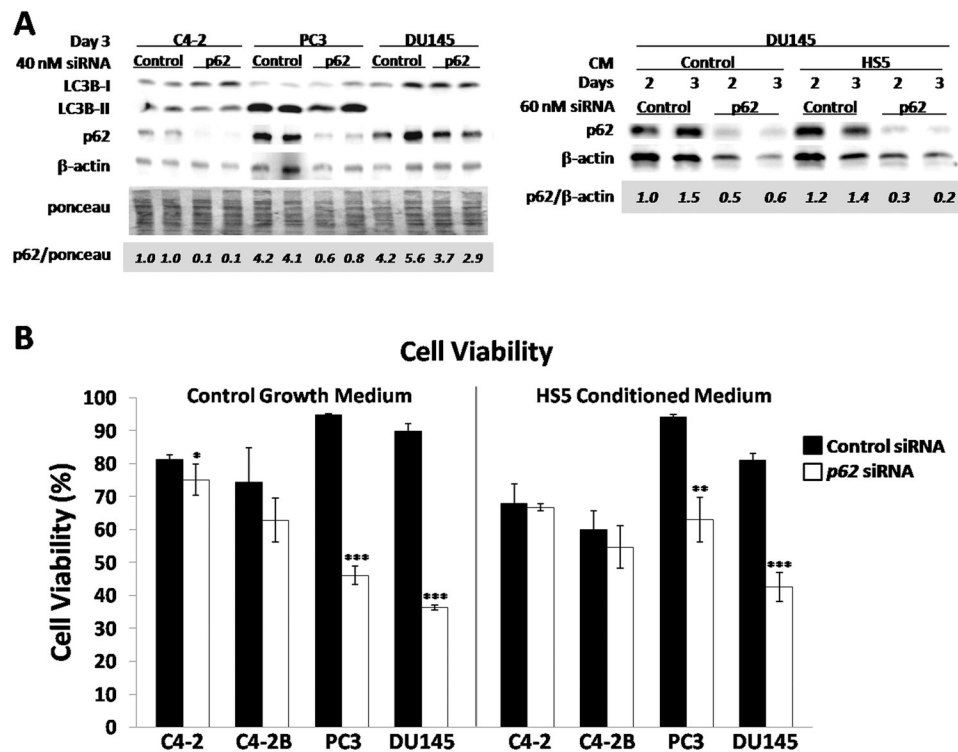 A
Day 3 C4-2 PC3 DU145
40 nM siRNA Control p62 Control p62 Control p62
LC3B-I
LC3B-II
p62
β-actin
ponceau
p62/ponceau 1.0 1.0 0.1 0.1 4.2 4.1 0.6 0.8 4.2 5.6 3.7 2.9
DU145
CM Control HS5
Days 2 3 2 3 2 3 2 3
60 nM siRNA Control p62 Control p62
p62
β-actin
p62/β-actin 1.0 1.5 0.5 0.6 1.2 1.4 0.3 0.2
B
Cell Viability
Control Growth Medium HS5 Conditioned Medium
Cell Viability (%)
100
90
80
70
60
50
40
30
20
10
0
* *** *** ** ***
C4-2 C4-2B PC3 DU145 C4-2 C4-2B PC3 DU145
Control siRNA
p62 siRNA